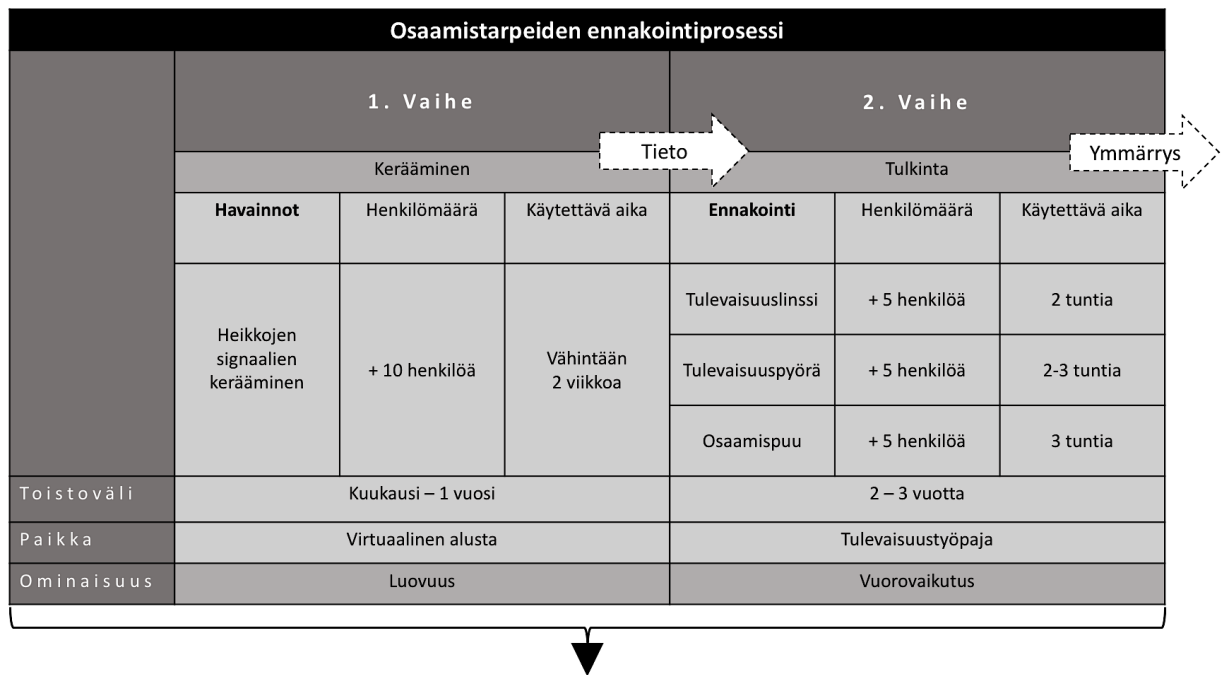 Osaamistarpeiden ennakointiprosessi
1. Vaihe
2. Vaihe
Tieto
Ymmärrys
Kerääminen
Tulkinta
Havainnot
Henkilömäärä
Käytettävä aika
Ennakointi
Henkilömäärä
Käytettävä aika
Heikkojen
signaalien
kerääminen
+ 10 henkilöä
Vähintään
2 viikkoa
Tulevaisuuslinssi
+ 5 henkilöä
2 tuntia
Tulevaisuuspyörä
+ 5 henkilöä
2-3 tuntia
Osaamispuu
+ 5 henkilöä
3 tuntia
Toistoväli
Kuukausi – 1 vuosi
2 – 3 vuotta
Paikka
Virtuaalinen alusta
Tulevaisuustyöpaja
Ominaisuus
Luovuus
Vuorovaikutus